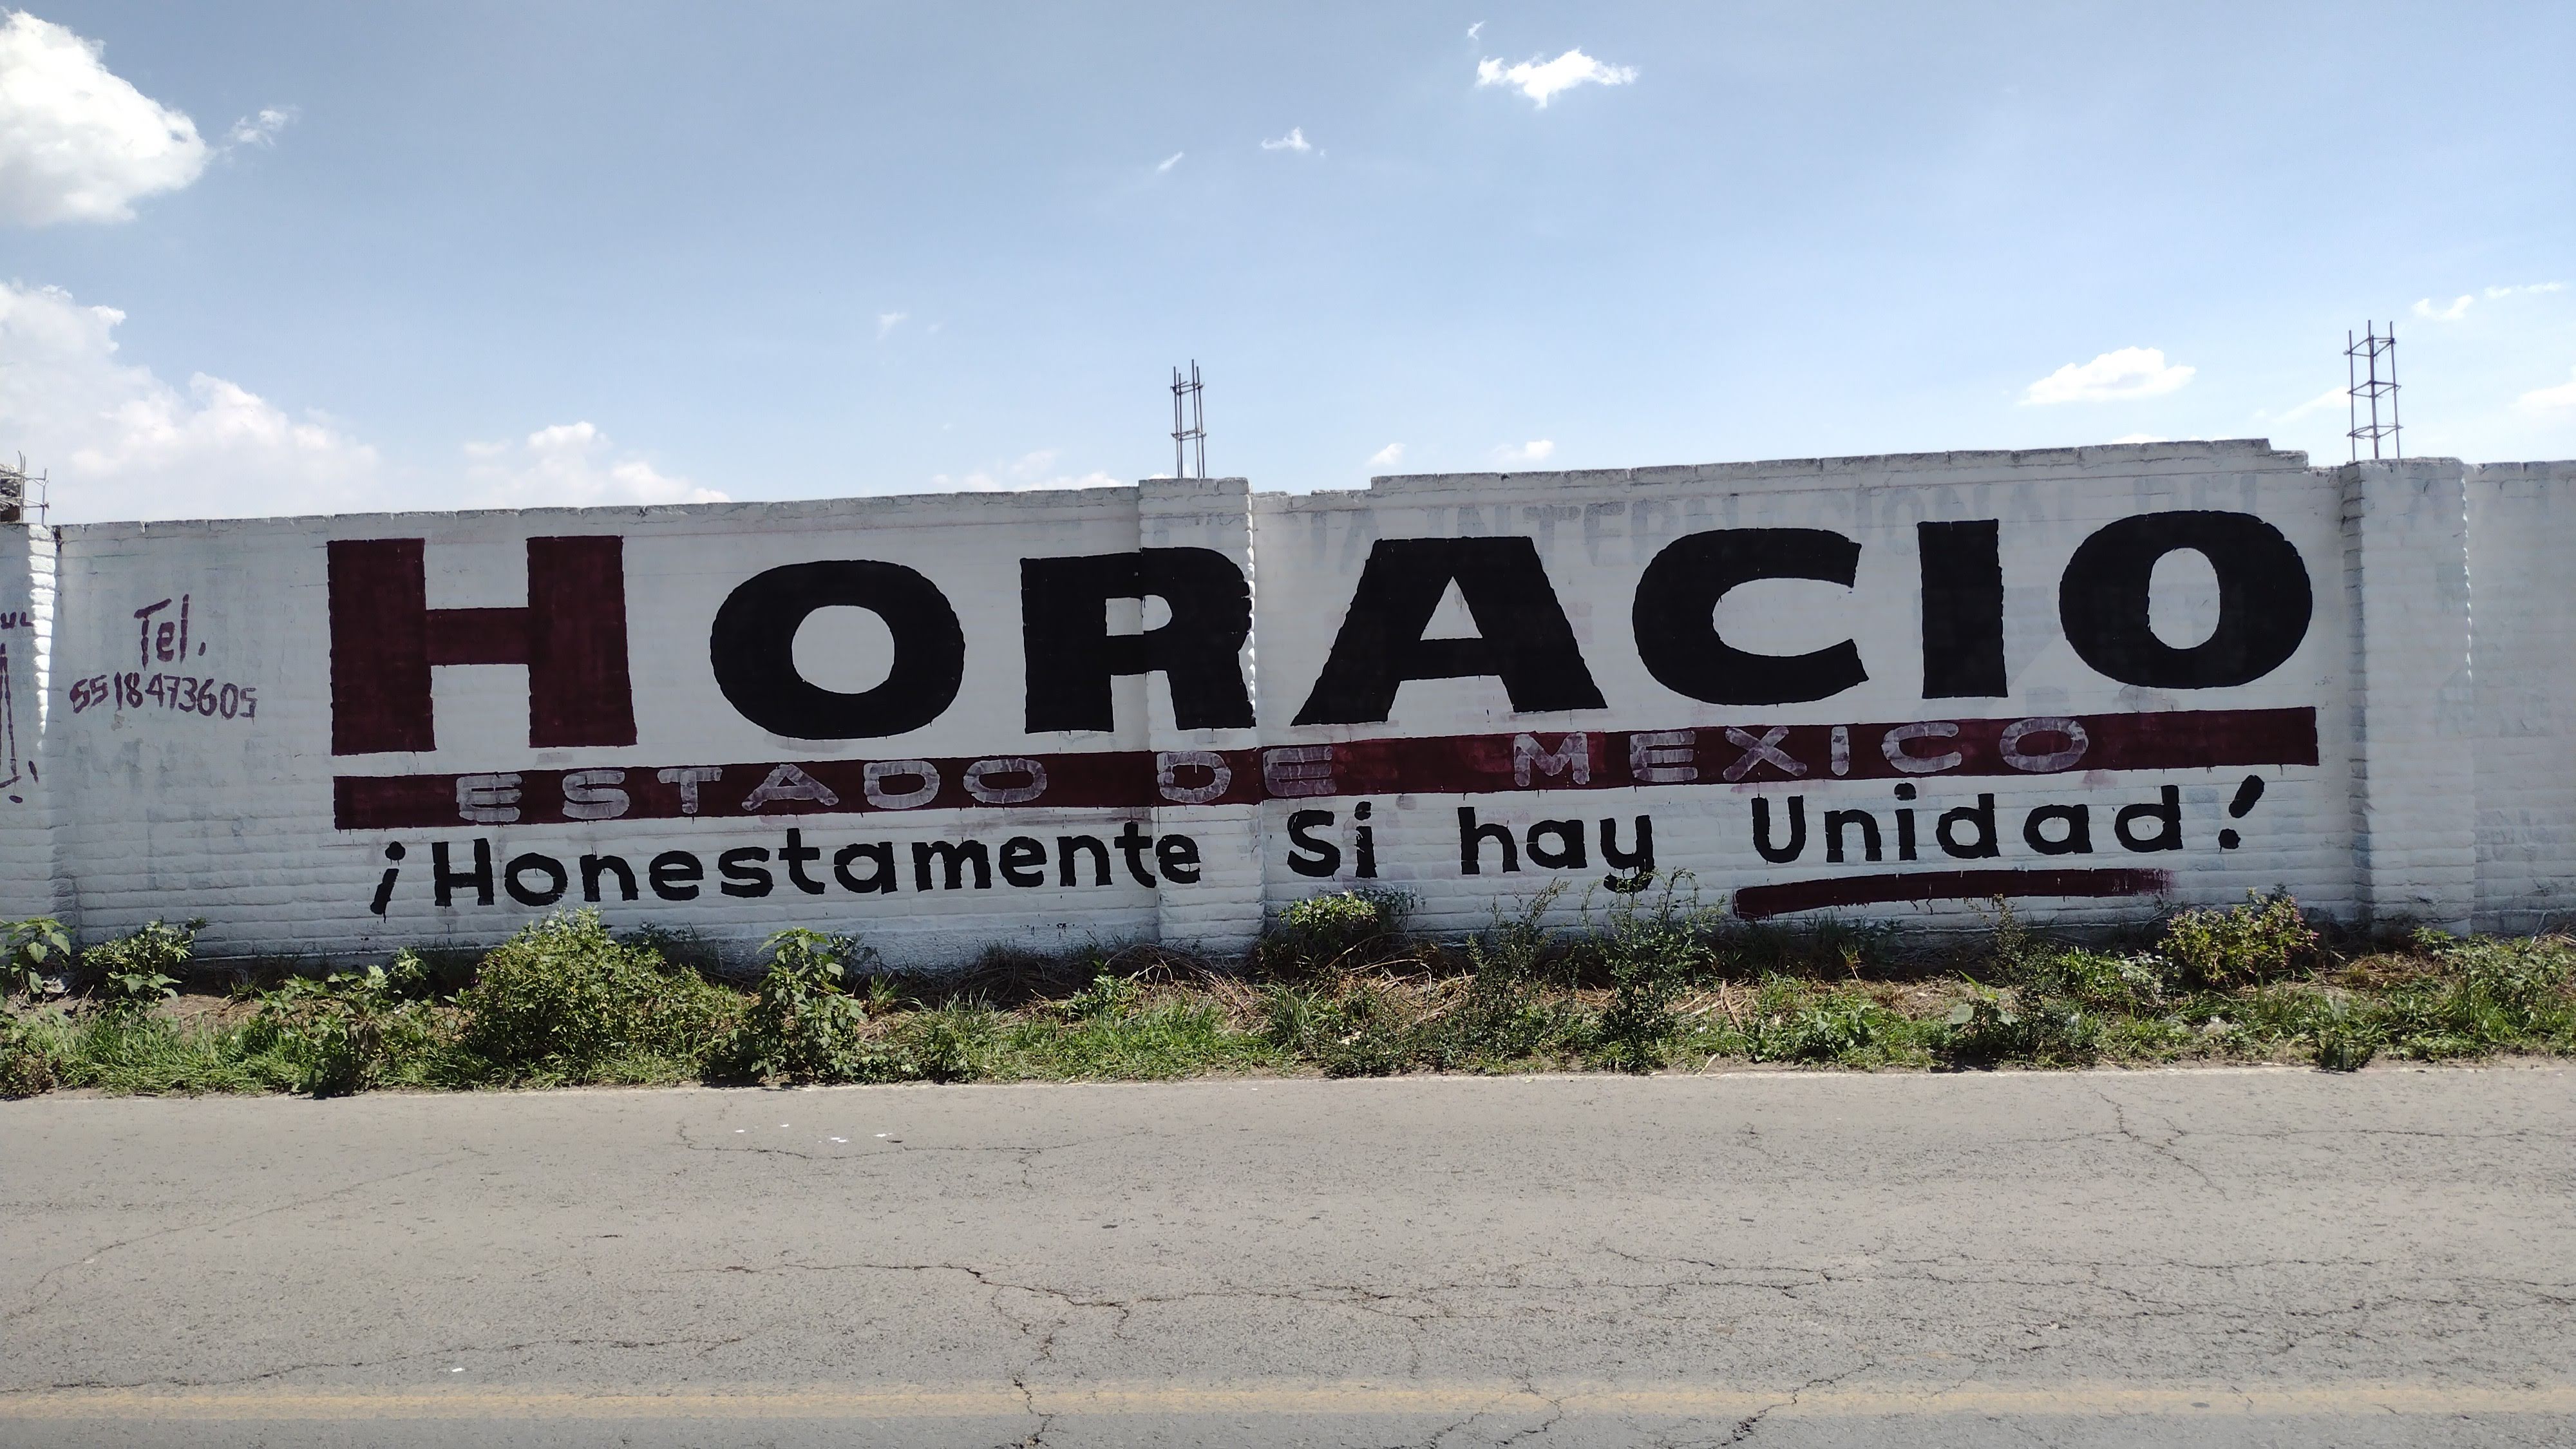 Tel.
5518473605
HORACIO
ESTADO DE MEXICO
¡Honestamente Si hay Unidad!